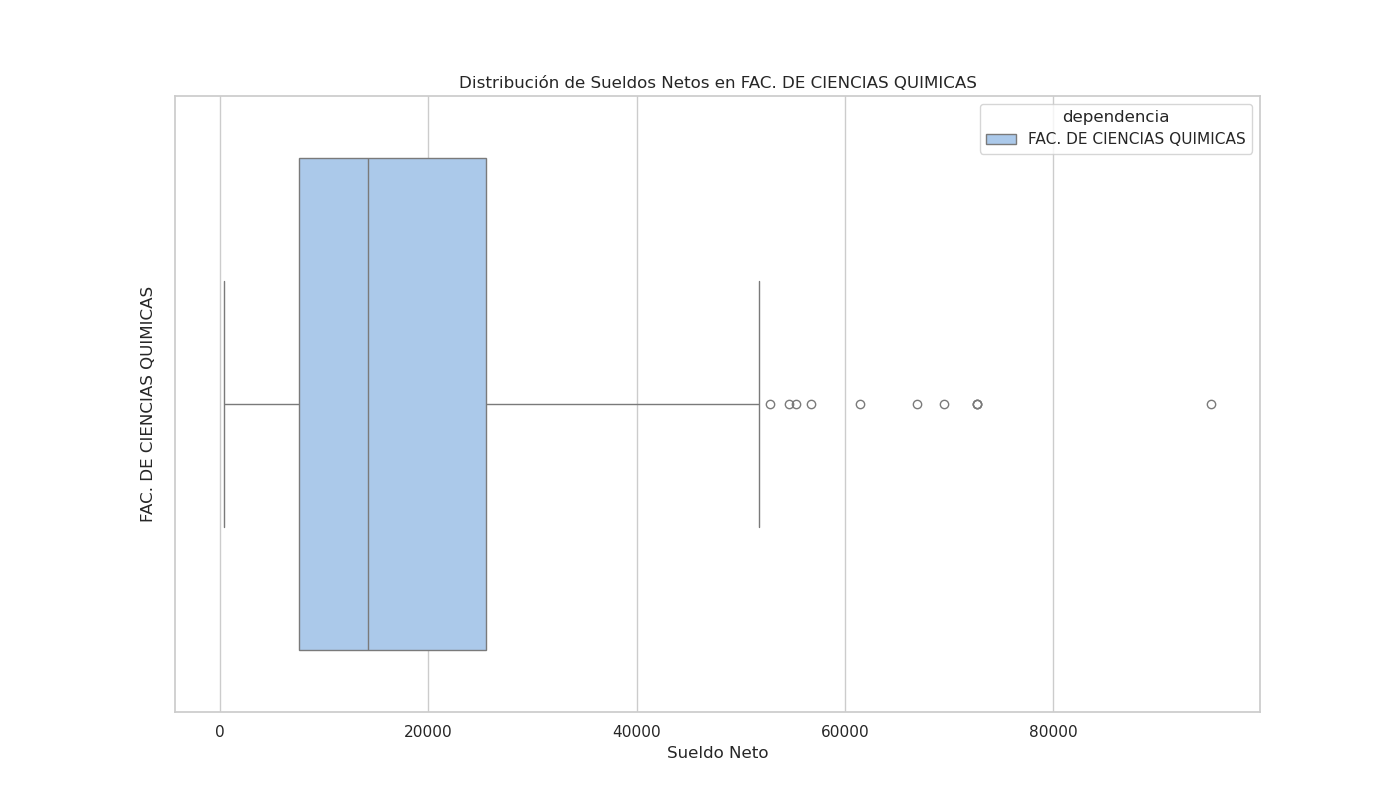 Distribución de Sueldos Netos en FAC. DE CIENCIAS QUIMICAS
dependencia
FAC. DE CIENCIAS QUIMICAS
FAC. DE CIENCIAS QUIMICAS
0 20000 40000 60000 80000
Sueldo Neto